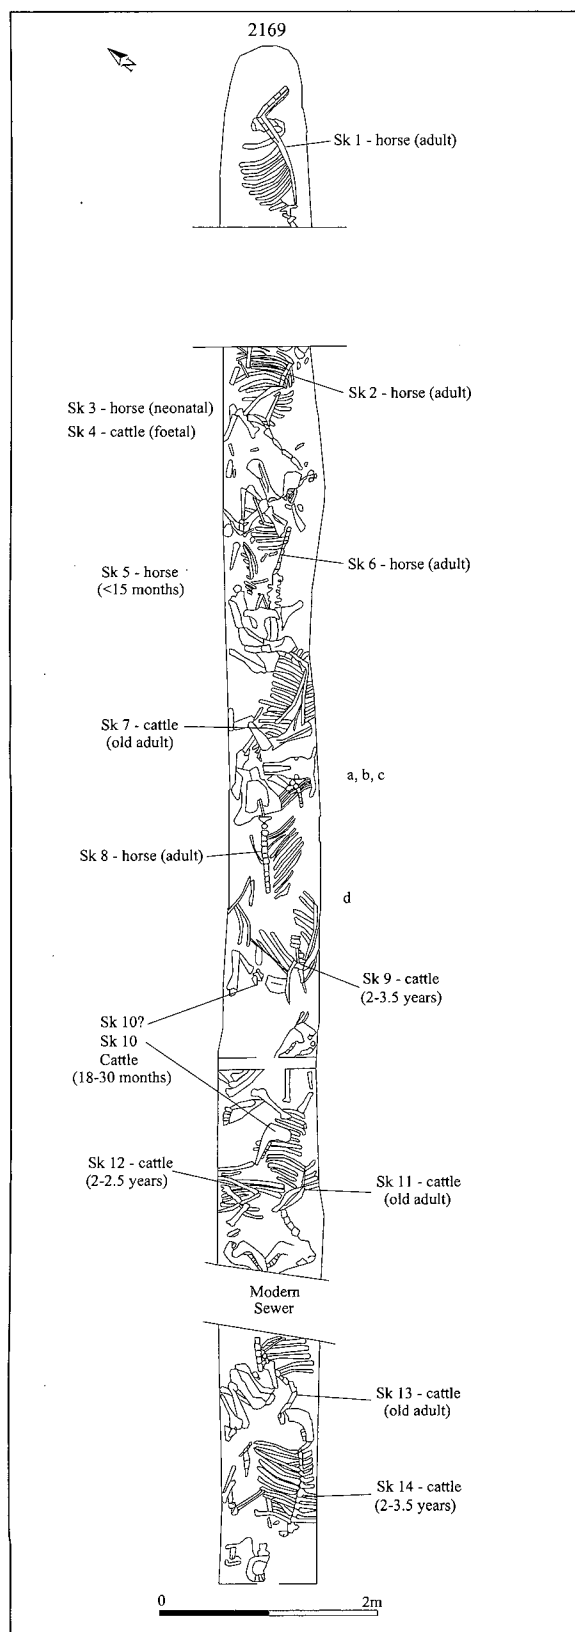 2169
N
Sk 1 - horse (adult)
Sk 2 - horse (adult)
Sk 3 - horse (neonatal)
Sk 4 - cattle (foetal)
Sk 6 - horse (adult)
Sk 5 - horse
(<15 months)
Sk 7 - cattle
(old adult)
a, b, c
Sk 8 - horse (adult)
d
Sk 9 - cattle
(2-3.5 years)
Sk 10?
Sk 10
Cattle
(18-30 months)
Sk 12 - cattle
(2-2.5 years)
Sk 11 - cattle
(old adult)
Modern
Sewer
Sk 13 - cattle
(old adult)
Sk 14 - cattle
(2-3.5 years)
0 2m